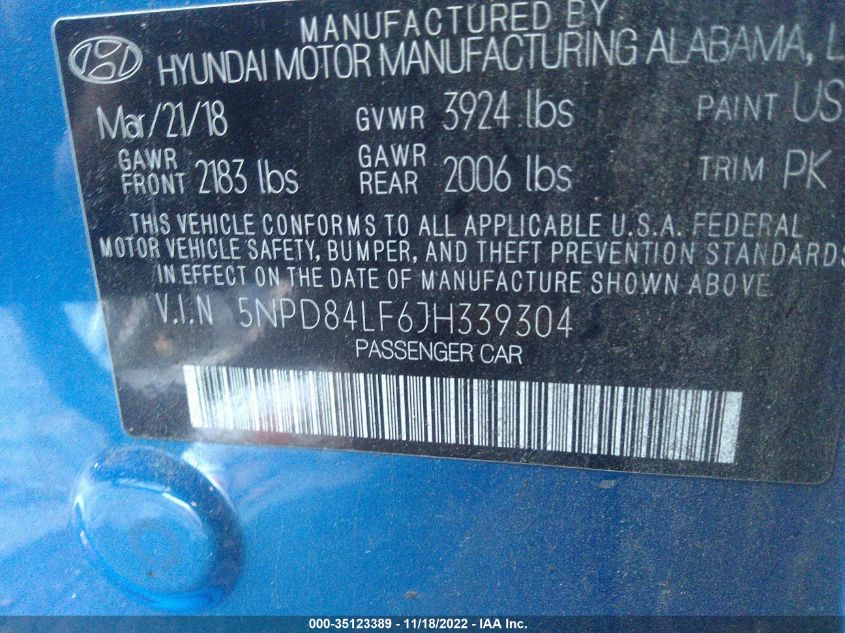 MANUFACTURED BY
HYUNDAI MOTOR MANUFACTURING ALABAMA, L
Mar/21/18 GVWR 3924 lbs PAINT US
GAWR FRONT 2183 lbs GAWR REAR 2006 lbs TRIM PK
THIS VEHICLE CONFORMS TO ALL APPLICABLE U.S.A. FEDERAL
MOTOR VEHICLE SAFETY, BUMPER, AND THEFT PREVENTION STANDARDS
IN EFFECT ON THE DATE OF MANUFACTURE SHOWN ABOVE.
V.I.N 5NPD84LF6JH339304
PASSENGER CAR
000-35123389 - 11/18/2022 - IAA Inc.